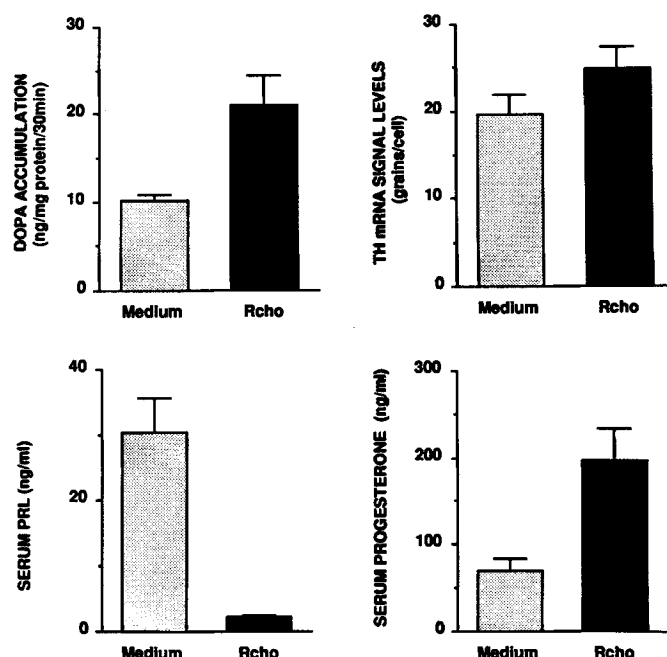 DOPA ACCUMULATION
(ng/mg protein/30min)
30
20
10
0
Medium Rcho
TH mRNA SIGNAL LEVELS
(grains/cell)
30
20
10
0
Medium Rcho
SERUM PRL (ng/ml)
40
20
0
Medium Rcho
SERUM PROGESTERONE (ng/ml)
300
200
100
0
Medium Rcho